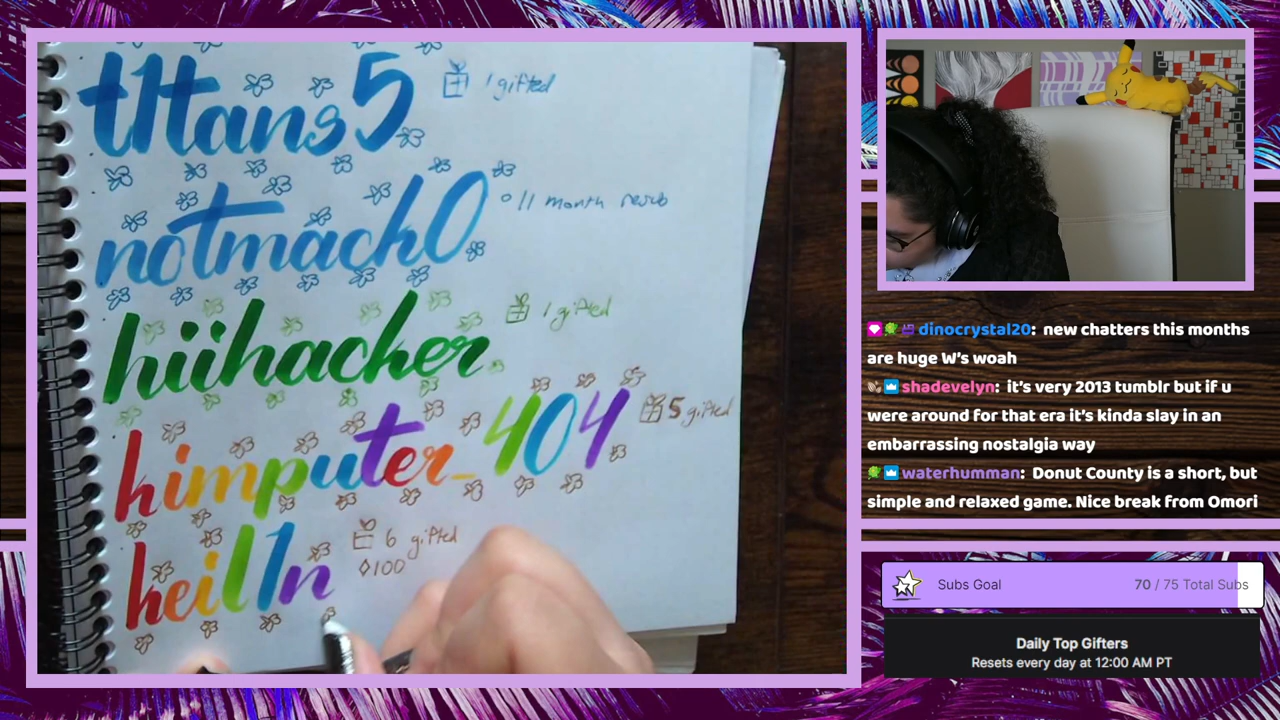 t1tans5
1 gifted
notmack0
11 month resub
hiihacker
1 gifted
himputer_404
5 gifted
heil1n
6 gifted
100
dinocrystal20: new chatters this months
are huge W's woah
shadevelyn: it's very 2013 tumblr but if u
were around for that era it's kinda slay in an
embarrassing nostalgia way
waterhumman: Donut County is a short, but
simple and relaxed game. Nice break from Omori
Subs Goal 70 / 75 Total Subs
Daily Top Gifters
Resets every day at 12:00 AM PT